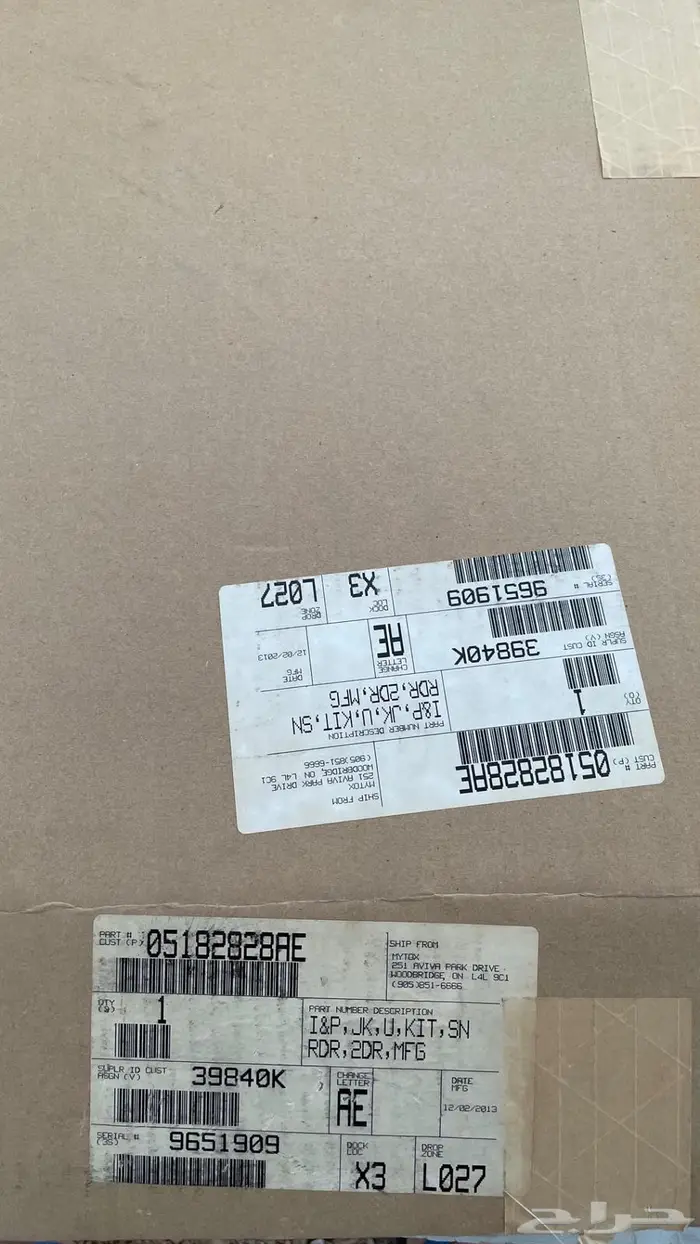 SERIAL #
(3S)
9651909
DOCK
LOC
X3
DROP
ZONE
L027
SUPLR ID CUST
ASGN (V)
39840K
CHANGE
LETTER
AE
DATE
MFG
12/02/2013
QTY
(Q)
1
PART NUMBER DESCRIPTION
I&P,JK,U,KIT,SN
RDR,2DR,MFG
PART #
CUST (P)
05182828AE
SHIP FROM
MYTOX
251 AVIVA PARK DRIVE
WOODBRIDGE, ON L4L 9C1
(905)851-6666
PART #
CUST (P)
05182828AE
SHIP FROM
MYTOX
251 AVIVA PARK DRIVE
WOODBRIDGE, ON L4L 9C1
(905)851-6666
QTY
(Q)
1
PART NUMBER DESCRIPTION
I&P,JK,U,KIT,SN
RDR,2DR,MFG
SUPLR ID CUST
ASGN (V)
39840K
CHANGE
LETTER
AE
DATE
MFG
12/02/2013
SERIAL #
(3S)
9651909
DOCK
LOC
X3
DROP
ZONE
L027
حراج